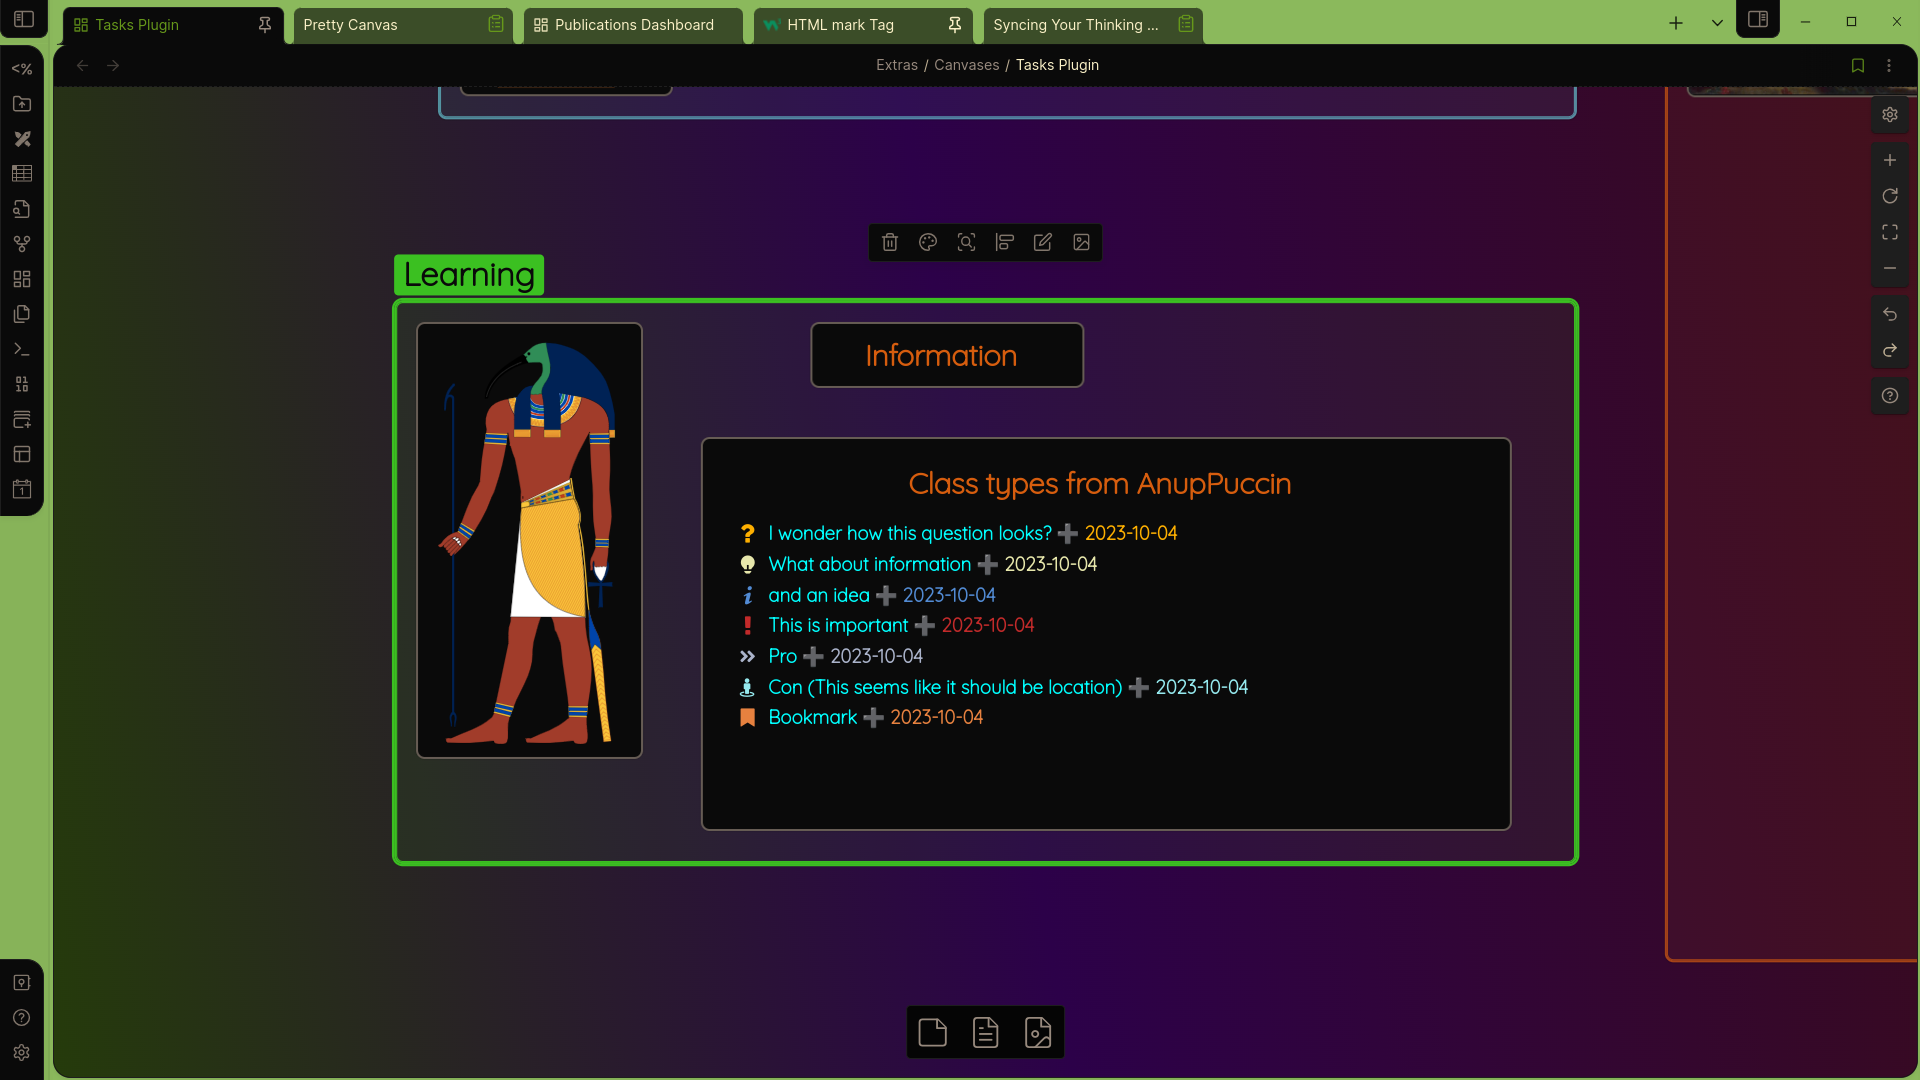 Tasks Plugin
Pretty Canvas
Publications Dashboard
HTML mark Tag
Syncing Your Thinking ...
Extras / Canvases / Tasks Plugin
Learning
Information
Class types from AnupPuccin
I wonder how this question looks? ➕ 2023-10-04
What about information ➕ 2023-10-04
and an idea ➕ 2023-10-04
This is important ➕ 2023-10-04
Pro ➕ 2023-10-04
Con (This seems like it should be location) ➕ 2023-10-04
Bookmark ➕ 2023-10-04